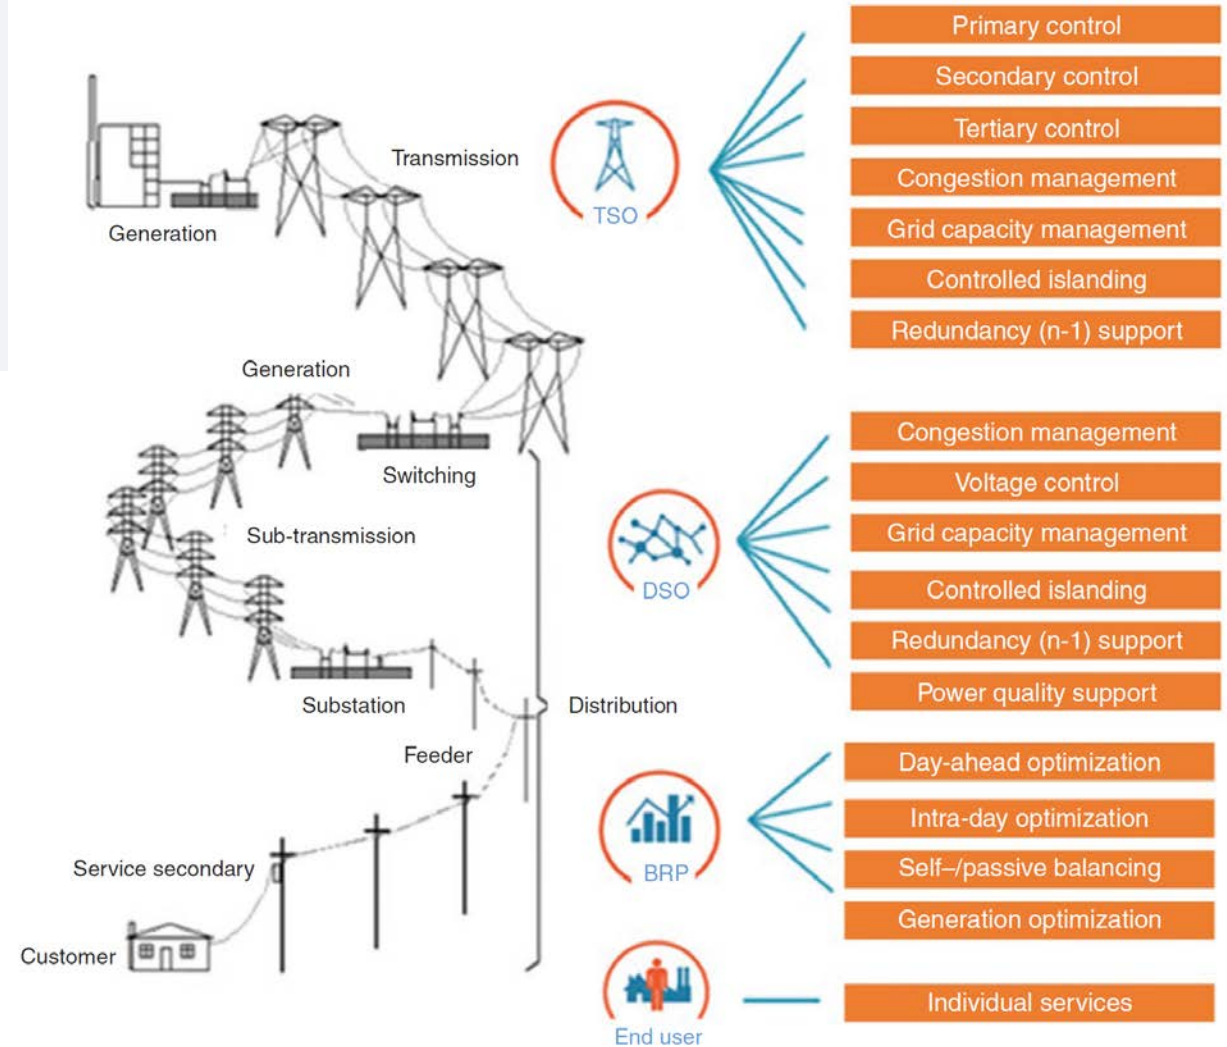 Generation
Transmission
Generation
Switching
Sub-transmission
Substation
Distribution
Feeder
Service secondary
Customer
TSO
Primary control
Secondary control
Tertiary control
Congestion management
Grid capacity management
Controlled islanding
Redundancy (n-1) support
DSO
Congestion management
Voltage control
Grid capacity management
Controlled islanding
Redundancy (n-1) support
Power quality support
BRP
Day-ahead optimization
Intra-day optimization
Self–/passive balancing
Generation optimization
End user
Individual services